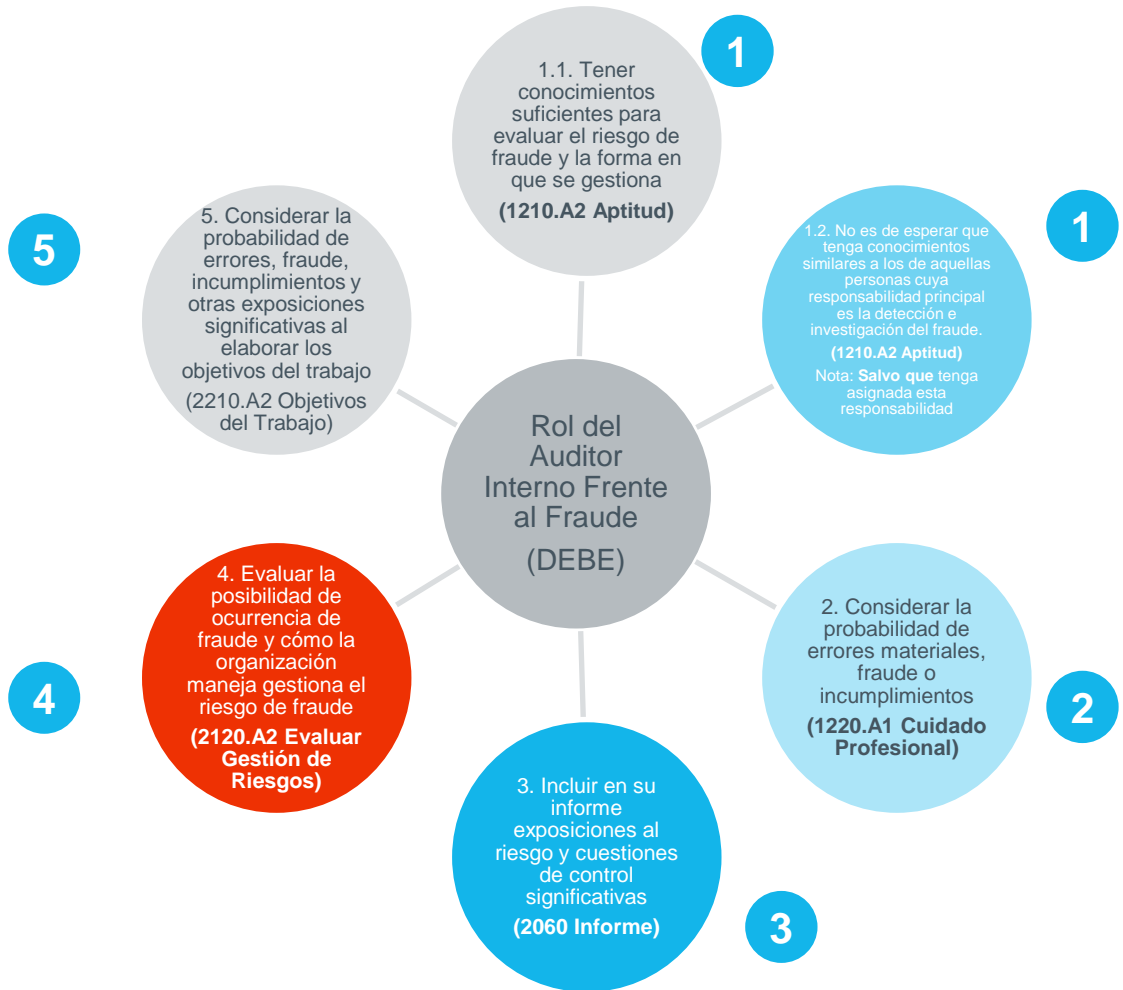 1
1.1. Tener
conocimientos
suficientes para
evaluar el riesgo de
fraude y la forma en
que se gestiona
(1210.A2 Aptitud)
1
1.2. No es de esperar que
tenga conocimientos
similares a los de aquellas
personas cuya
responsabilidad principal
es la detección e
investigación del fraude.
(1210.A2 Aptitud)
Nota: Salvo que tenga
asignada esta
responsabilidad
2. Considerar la
probabilidad de
errores materiales,
fraude o
incumplimientos
(1220.A1 Cuidado
Profesional)
2
3. Incluir en su
informe
exposiciones al
riesgo y cuestiones
de control
significativas
(2060 Informe)
3
4. Evaluar la
posibilidad de
ocurrencia de
fraude y cómo la
organización
maneja gestiona el
riesgo de fraude
(2120.A2 Evaluar
Gestión de
Riesgos)
4
5. Considerar la
probabilidad de
errores, fraude,
incumplimientos y
otras exposiciones
significativas al
elaborar los
objetivos del trabajo
(2210.A2 Objetivos
del Trabajo)
5
Rol del
Auditor
Interno Frente
al Fraude
(DEBE)